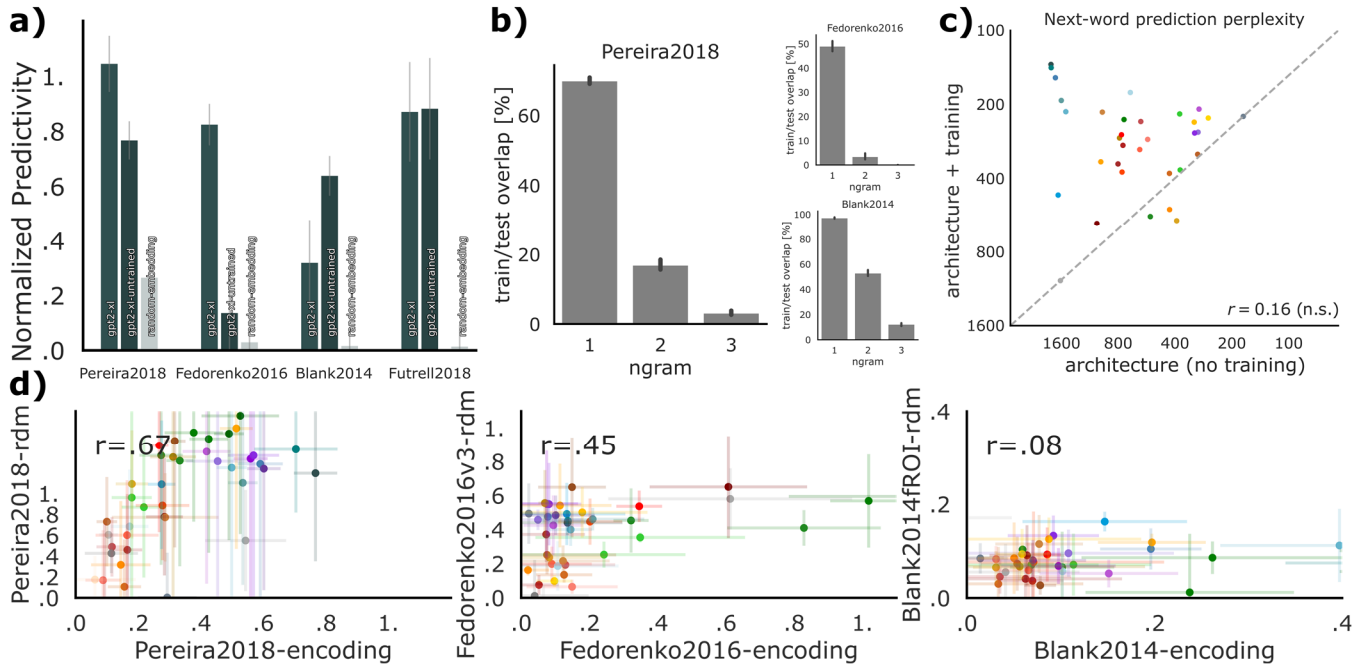 a)
Normalized Predictivity
1.
.8
.6
.4
.2
.0
gpt2-xl
gpt2-xl-untrained
random-embedding
gpt2-xl
gpt2-xl-untrained
random-embedding
gpt2-xl
gpt2-xl-untrained
random-embedding
gpt2-xl
gpt2-xl-untrained
random-embedding
Pereira2018
Fedorenko2016
Blank2014
Futrell2018
b)
Pereira2018
train/test overlap [%]
80
60
40
20
0
1
2
3
ngram
Fedorenko2016
train/test overlap [%]
50
40
30
20
10
0
1
2
3
ngram
Blank2014
train/test overlap [%]
100
80
60
40
20
0
1
2
3
ngram
c)
Next-word prediction perplexity
architecture + training
100
200
400
800
1600
r = 0.16 (n.s.)
1600
800
400
200
100
architecture (no training)
d)
Pereira2018-rdm
r=.67
1.
.8
.6
.4
.2
.0
.0
.2
.4
.6
.8
1.
Pereira2018-encoding
Fedorenko2016v3-rdm
r=.45
1.
.8
.6
.4
.2
.0
.0
.2
.4
.6
.8
1.
Fedorenko2016-encoding
Blank2014fROI-rdm
r=.08
.4
.2
.0
.0
.2
.4
Blank2014-encoding